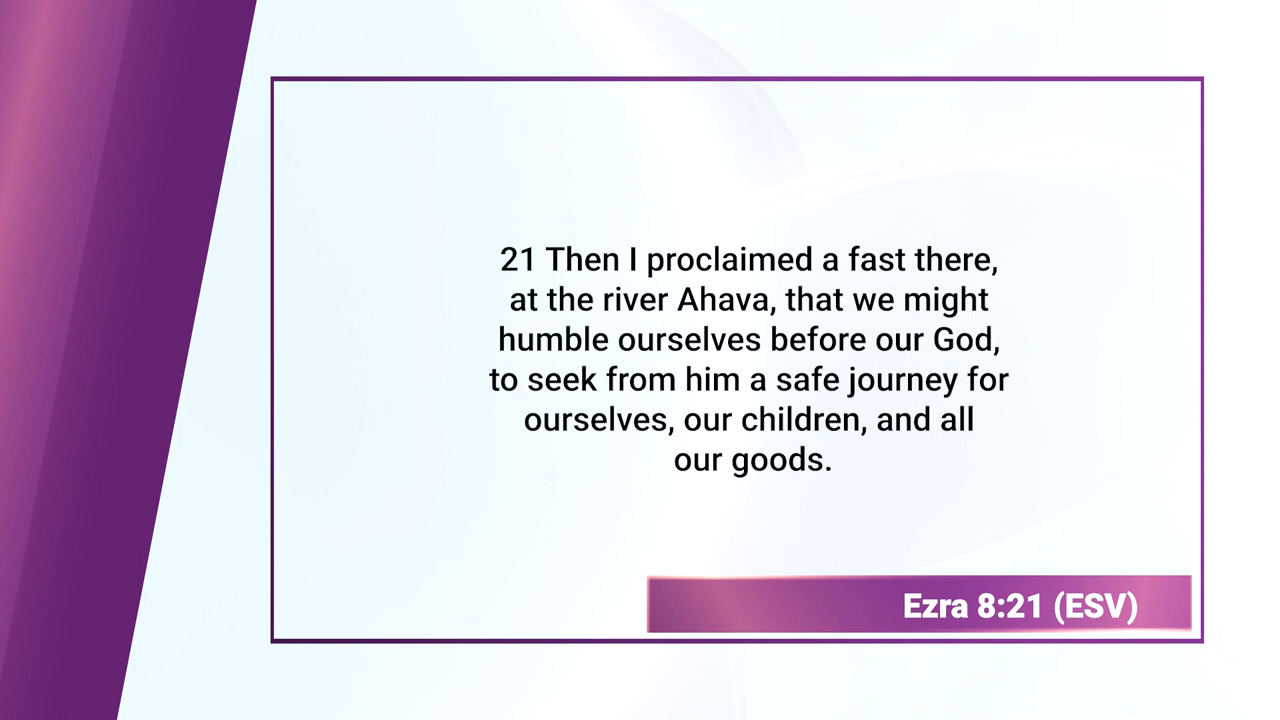 21 Then I proclaimed a fast there,
at the river Ahava, that we might
humble ourselves before our God,
to seek from him a safe journey for
ourselves, our children, and all
our goods.
Ezra 8:21 (ESV)